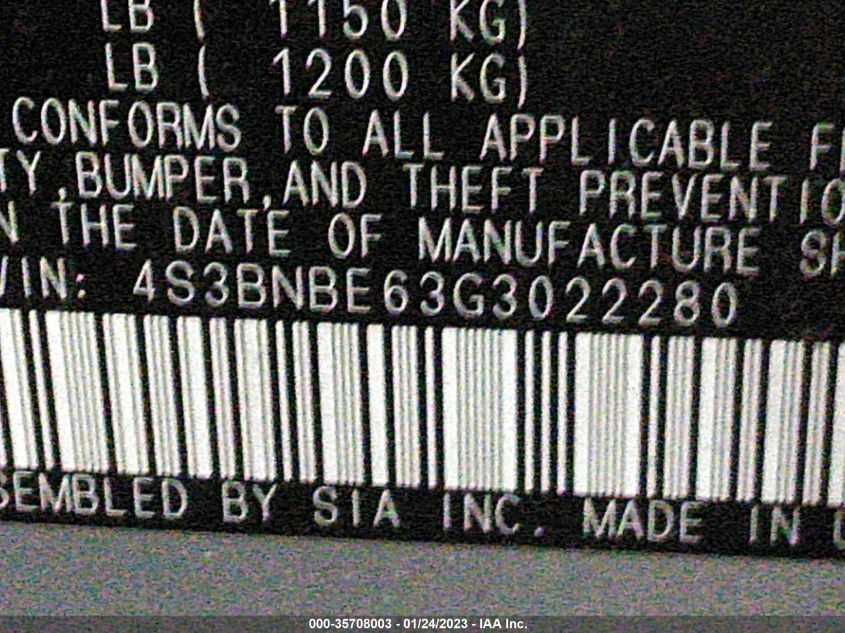 LB ( 1150 KG)
LB ( 1200 KG)
CONFORMS TO ALL APPLICABLE F
TY, BUMPER, AND THEFT PREVENTIO
N THE DATE OF MANUFACTURE SH
VIN: 4S3BNBE63G3022280
SEMBLED BY SIA INC. MADE IN U
000-35708003 - 01/24/2023 - IAA Inc.